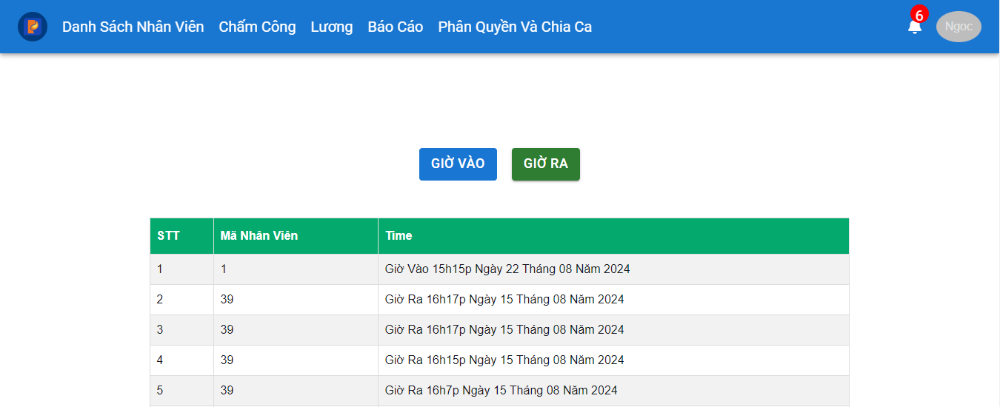 Danh Sách Nhân Viên Chấm Công Lương Báo Cáo Phân Quyền Và Chia Ca 6 Ngoc
GIỜ VÀO GIỜ RA
STT Mã Nhân Viên Time
1 1 Giờ Vào 15h15p Ngày 22 Tháng 08 Năm 2024
2 39 Giờ Ra 16h17p Ngày 15 Tháng 08 Năm 2024
3 39 Giờ Ra 16h17p Ngày 15 Tháng 08 Năm 2024
4 39 Giờ Ra 16h15p Ngày 15 Tháng 08 Năm 2024
5 39 Giờ Ra 16h7p Ngày 15 Tháng 08 Năm 2024